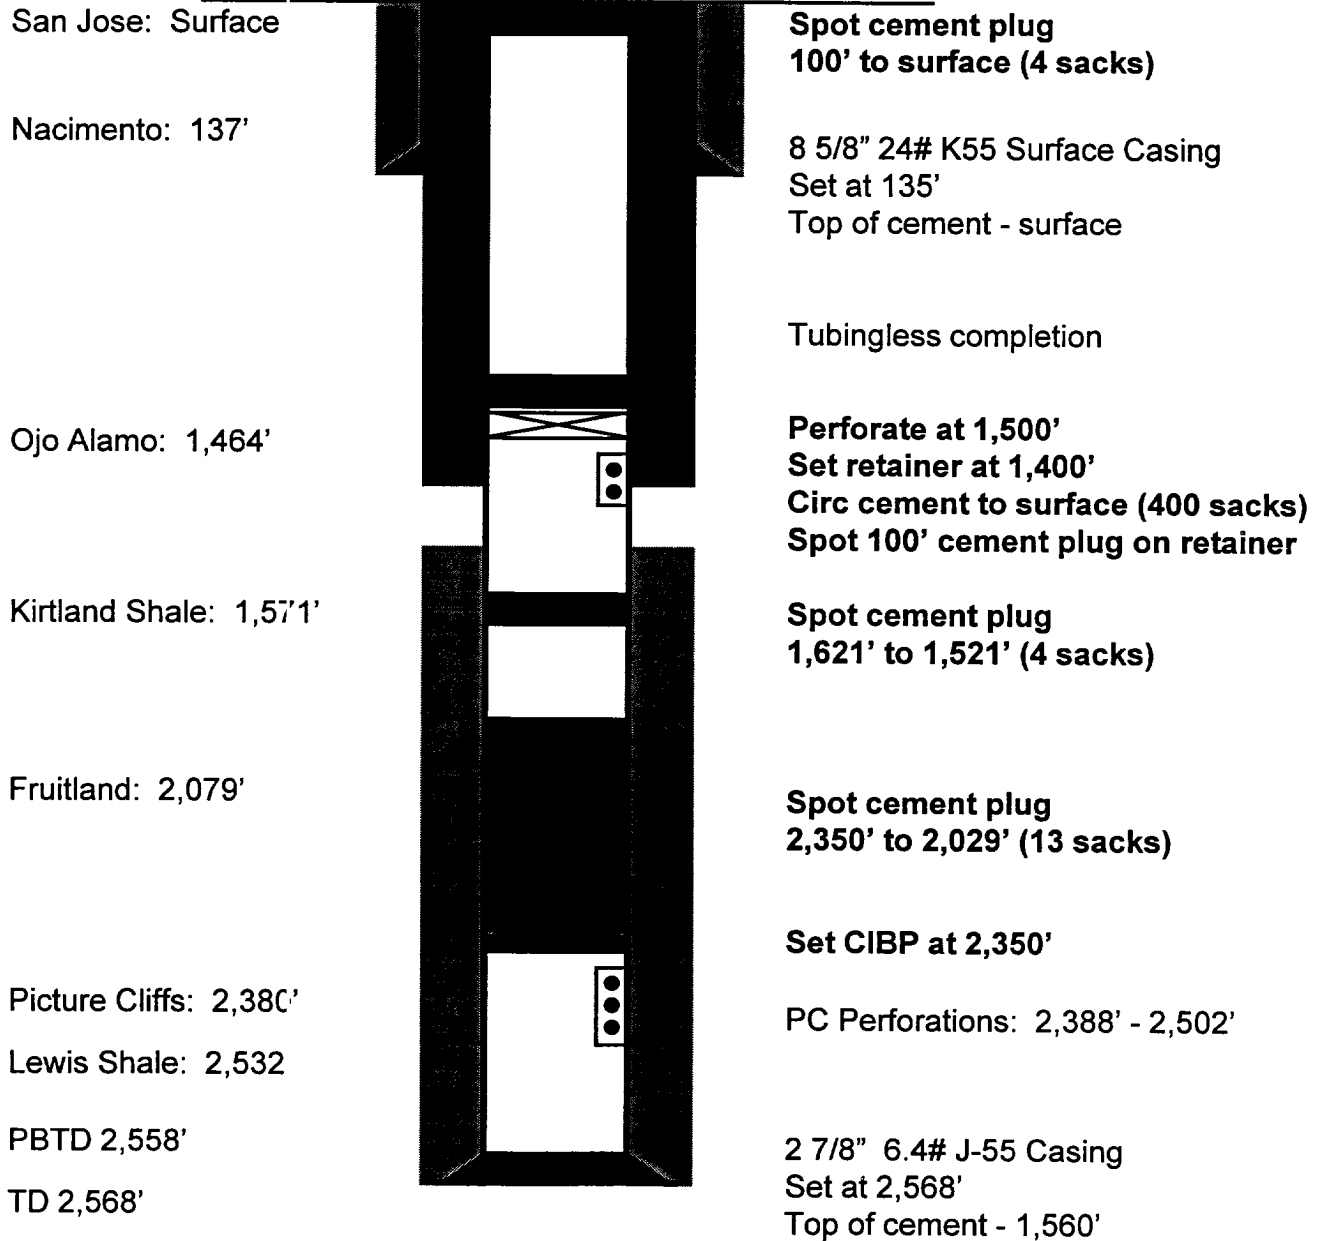 San Jose: Surface
Nacimento: 137'
Ojo Alamo: 1,464'
Kirtland Shale: 1,571'
Fruitland: 2,079'
Picture Cliffs: 2,380'
Lewis Shale: 2,532
PBTD 2,558'
TD 2,568'
Spot cement plug
100' to surface (4 sacks)
8 5/8" 24# K55 Surface Casing
Set at 135'
Top of cement - surface
Tubingless completion
Perforate at 1,500'
Set retainer at 1,400'
Circ cement to surface (400 sacks)
Spot 100' cement plug on retainer
Spot cement plug
1,621' to 1,521' (4 sacks)
Spot cement plug
2,350' to 2,029' (13 sacks)
Set CIBP at 2,350'
PC Perforations: 2,388' - 2,502'
2 7/8" 6.4# J-55 Casing
Set at 2,568'
Top of cement - 1,560'